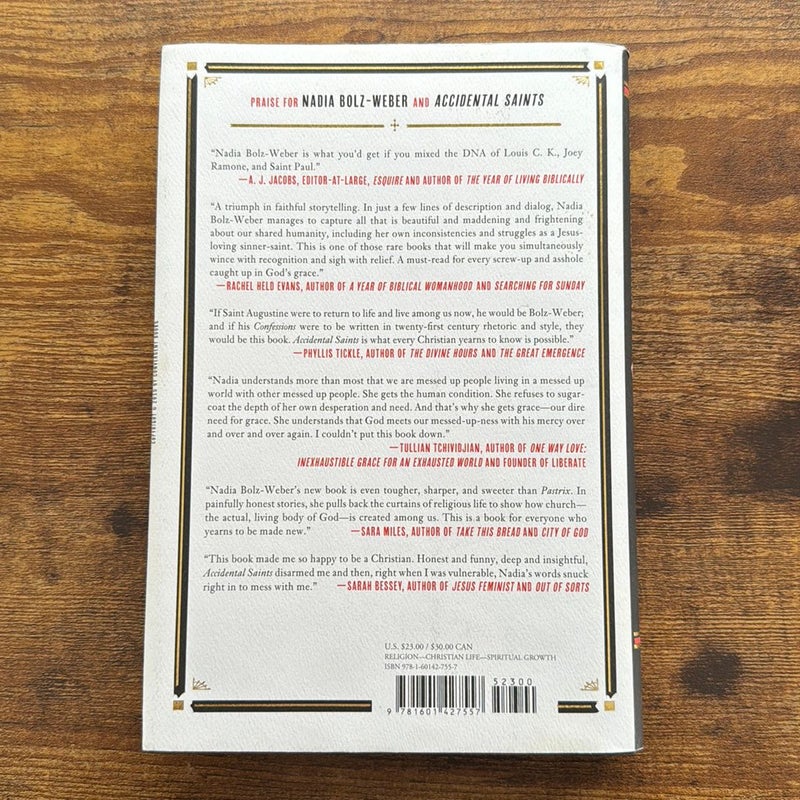 PRAISE FOR NADIA BOLZ-WEBER AND ACCIDENTAL SAINTS
“Nadia Bolz-Weber is what you’d get if you mixed the DNA of Louis C. K., Joey
Ramone, and Saint Paul.”
—A. J. JACOBS, EDITOR-AT-LARGE, ESQUIRE AND AUTHOR OF THE YEAR OF LIVING BIBLICALLY
“A triumph in faithful storytelling. In just a few lines of description and dialog, Nadia
Bolz-Weber manages to capture all that is beautiful and maddening and frightening
about our shared humanity, including her own inconsistencies and struggles as a Jesus-
loving sinner-saint. This is one of those rare books that will make you simultaneously
wince with recognition and sigh with relief. A must-read for every screw-up and asshole
caught up in God’s grace.”
—RACHEL HELD EVANS, AUTHOR OF A YEAR OF BIBLICAL WOMANHOOD AND SEARCHING FOR SUNDAY
“If Saint Augustine were to return to life and live among us now, he would be Bolz-Weber;
and if his Confessions were to be written in twenty-first century rhetoric and style, they
would be this book. Accidental Saints is what every Christian yearns to know is possible.”
—PHYLLIS TICKLE, AUTHOR OF THE DIVINE HOURS AND THE GREAT EMERGENCE
“Nadia understands more than most that we are messed up people living in a messed up
world with other messed up people. She gets the human condition. She refuses to sugar-
coat the depth of her own desperation and need. And that’s why she gets grace—our dire
need for grace. She understands that God meets our messed-up-ness with his mercy over
and over and over again. I couldn’t put this book down.”
—TULLIAN TCHIVIDJIAN, AUTHOR OF ONE WAY LOVE:
INEXHAUSTIBLE GRACE FOR AN EXHAUSTED WORLD AND FOUNDER OF LIBERATE
“Nadia Bolz-Weber’s new book is even tougher, sharper, and sweeter than Pastrix. In
painfully honest stories, she pulls back the curtains of religious life to show how church—
the actual, living body of God—is created among us. This is a book for everyone who
yearns to be made new.” —SARA MILES, AUTHOR OF TAKE THIS BREAD AND CITY OF GOD
“This book made me so happy to be a Christian. Honest and funny, deep and insightful,
Accidental Saints disarmed me and then, right when I was vulnerable, Nadia’s words snuck
right in to mess with me.” —SARAH BESSEY, AUTHOR OF JESUS FEMINIST AND OUT OF SORTS
U.S. $23.00 / $30.00 CAN
RELIGION—CHRISTIAN LIFE—SPIRITUAL GROWTH
ISBN 978-1-60142-755-7
52300
9 781601 427557